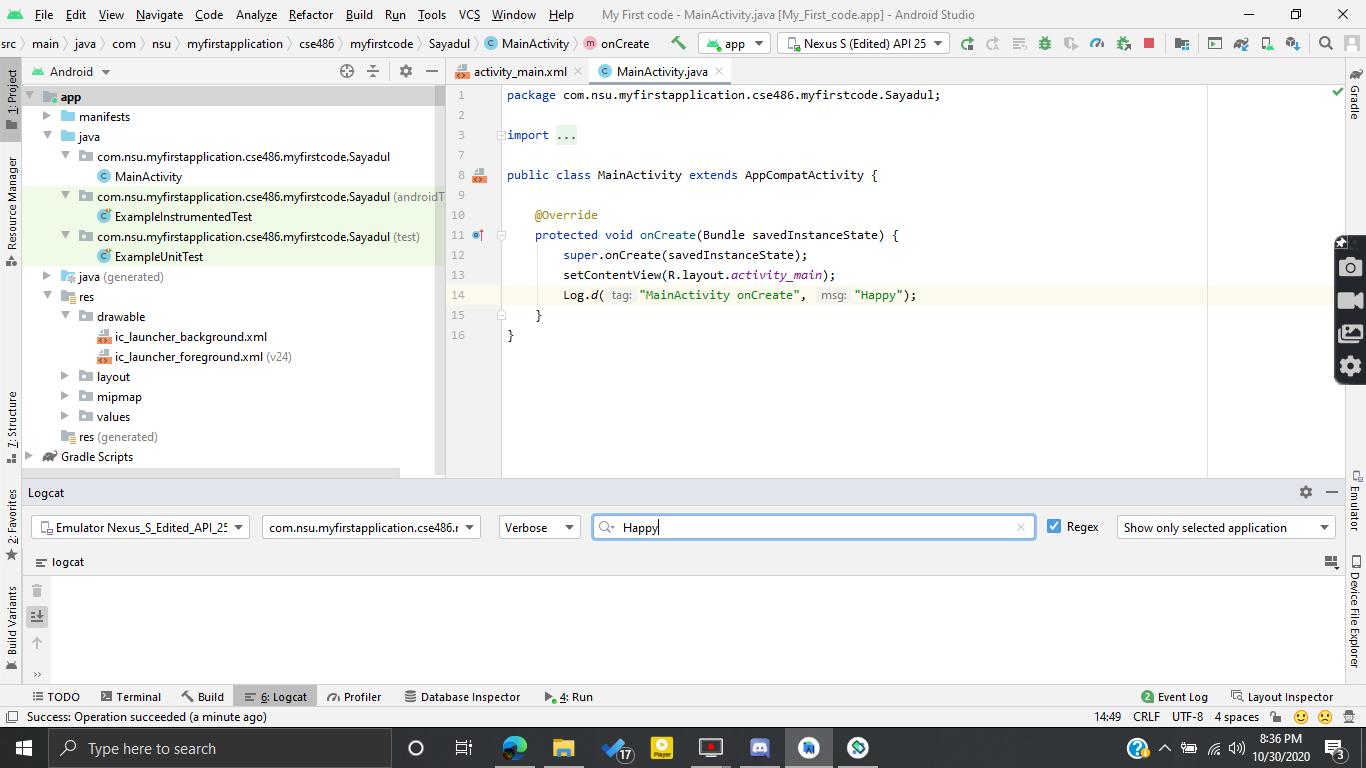 File Edit View Navigate Code Analyze Refactor Build Run Tools VCS Window Help My First code - MainActivity.java [My_First_code.app] - Android Studio
src main java com nsu myfirstapplication cse486 myfirstcode Sayadul MainActivity onCreate app Nexus S (Edited) API 25
1: Project
Resource Manager
7: Structure
2: Favorites
Build Variants
Android
app
manifests
java
com.nsu.myfirstapplication.cse486.myfirstcode.Sayadul
MainActivity
com.nsu.myfirstapplication.cse486.myfirstcode.Sayadul (androidT
ExampleInstrumentedTest
com.nsu.myfirstapplication.cse486.myfirstcode.Sayadul (test)
ExampleUnitTest
java (generated)
res
drawable
ic_launcher_background.xml
ic_launcher_foreground.xml (v24)
layout
mipmap
values
res (generated)
Gradle Scripts
activity_main.xml MainActivity.java
1 package com.nsu.myfirstapplication.cse486.myfirstcode.Sayadul;
2
3 import ...
7
8 public class MainActivity extends AppCompatActivity {
9
10 @Override
11 protected void onCreate(Bundle savedInstanceState) {
12 super.onCreate(savedInstanceState);
13 setContentView(R.layout.activity_main);
14 Log.d( tag: "MainActivity onCreate", msg: "Happy");
15 }
16 }
Gradle
Emulator
Device File Explorer
Logcat
Emulator Nexus_S_Edited_API_25 com.nsu.myfirstapplication.cse486.r Verbose Happy Regex Show only selected application
logcat
TODO Terminal Build 6: Logcat Profiler Database Inspector 4: Run 2 Event Log Layout Inspector
Success: Operation succeeded (a minute ago) 14:49 CRLF UTF-8 4 spaces
Type here to search 17 Player 8:36 PM
10/30/2020 3